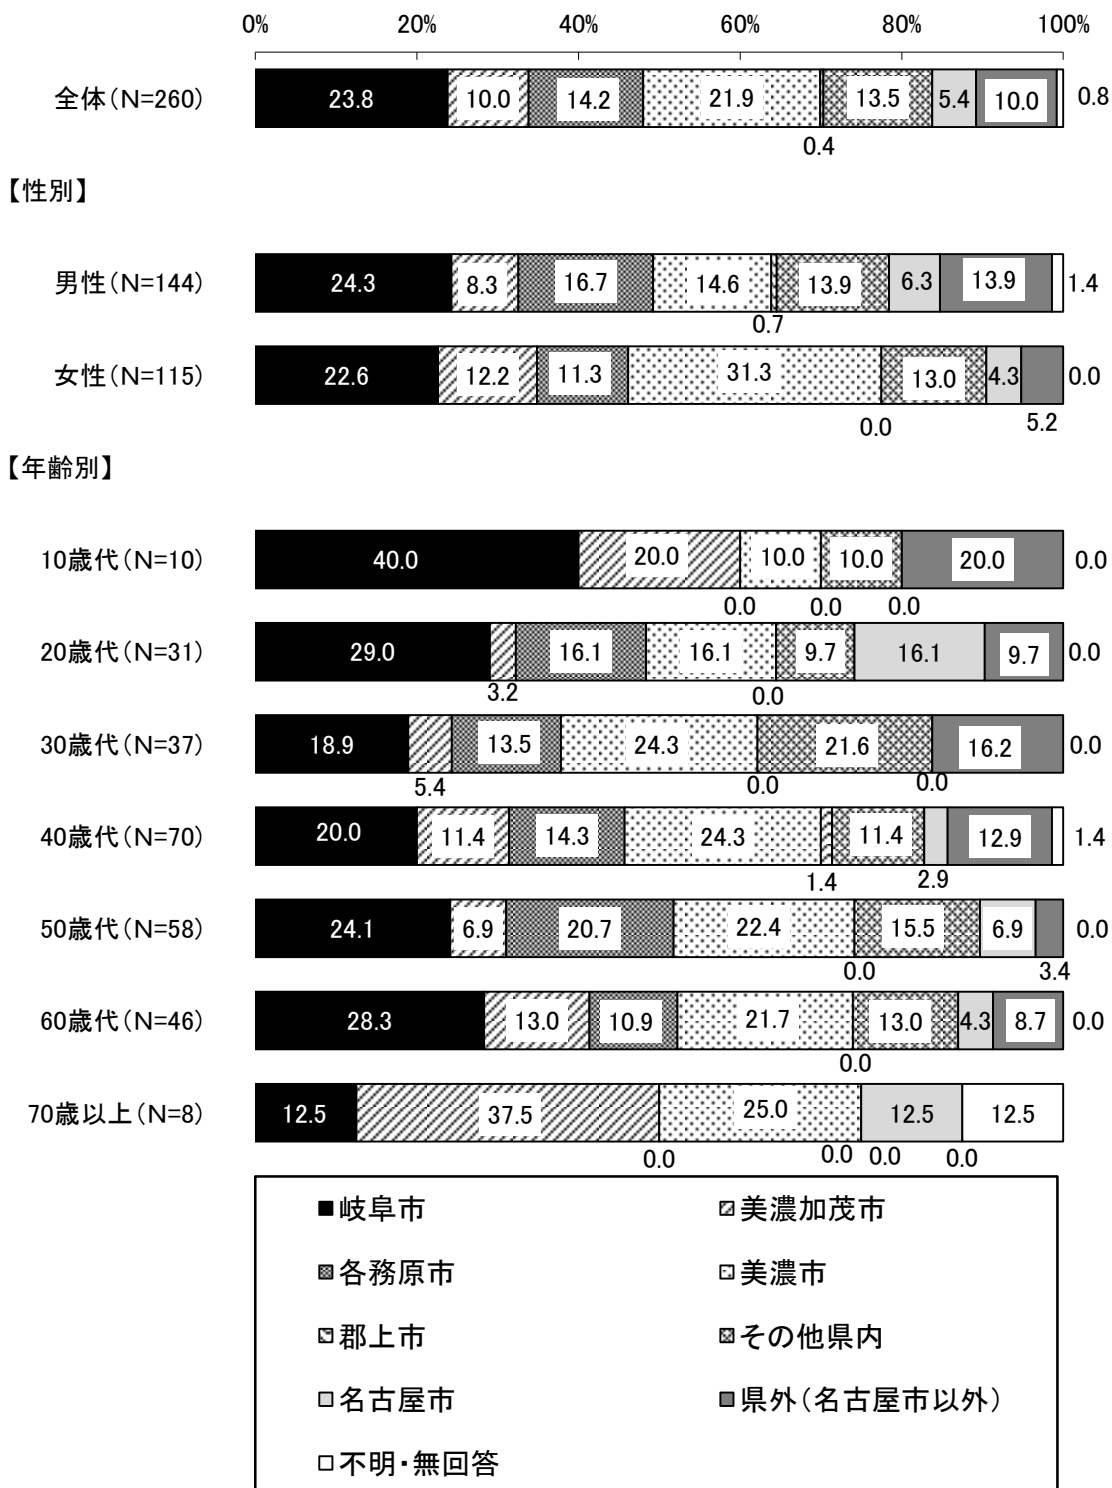 0% 20% 40% 60% 80% 100%
全体(N=260) 23.8 10.0 14.2 21.9 13.5 5.4 10.0 0.8
0.4
【性別】
男性(N=144) 24.3 8.3 16.7 14.6 13.9 6.3 13.9 1.4
0.7
女性(N=115) 22.6 12.2 11.3 31.3 13.0 4.3 0.0
0.0 5.2
【年齢別】
10歳代(N=10) 40.0 20.0 10.0 10.0 20.0 0.0
0.0 0.0 0.0
20歳代(N=31) 29.0 16.1 16.1 9.7 16.1 9.7 0.0
3.2 0.0
30歳代(N=37) 18.9 13.5 24.3 21.6 16.2 0.0
5.4 0.0 0.0
40歳代(N=70) 20.0 11.4 14.3 24.3 11.4 12.9 1.4
1.4 2.9
50歳代(N=58) 24.1 6.9 20.7 22.4 15.5 6.9 0.0
0.0 3.4
60歳代(N=46) 28.3 13.0 10.9 21.7 13.0 4.3 8.7 0.0
0.0
70歳以上(N=8) 12.5 37.5 25.0 12.5 12.5
0.0 0.0 0.0 0.0
岐阜市 美濃加茂市
各務原市 美濃市
郡上市 その他県内
名古屋市 県外(名古屋市以外)
不明・無回答